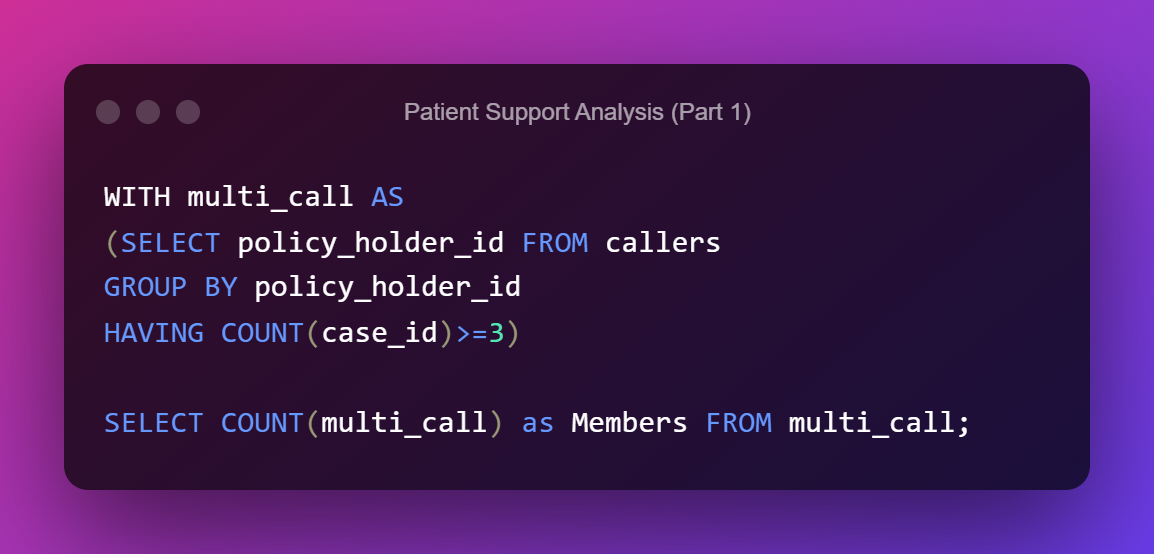 Patient Support Analysis (Part 1)
WITH multi_call AS
(SELECT policy_holder_id FROM callers
GROUP BY policy_holder_id
HAVING COUNT(case_id)>=3)
SELECT COUNT(multi_call) as Members FROM multi_call;